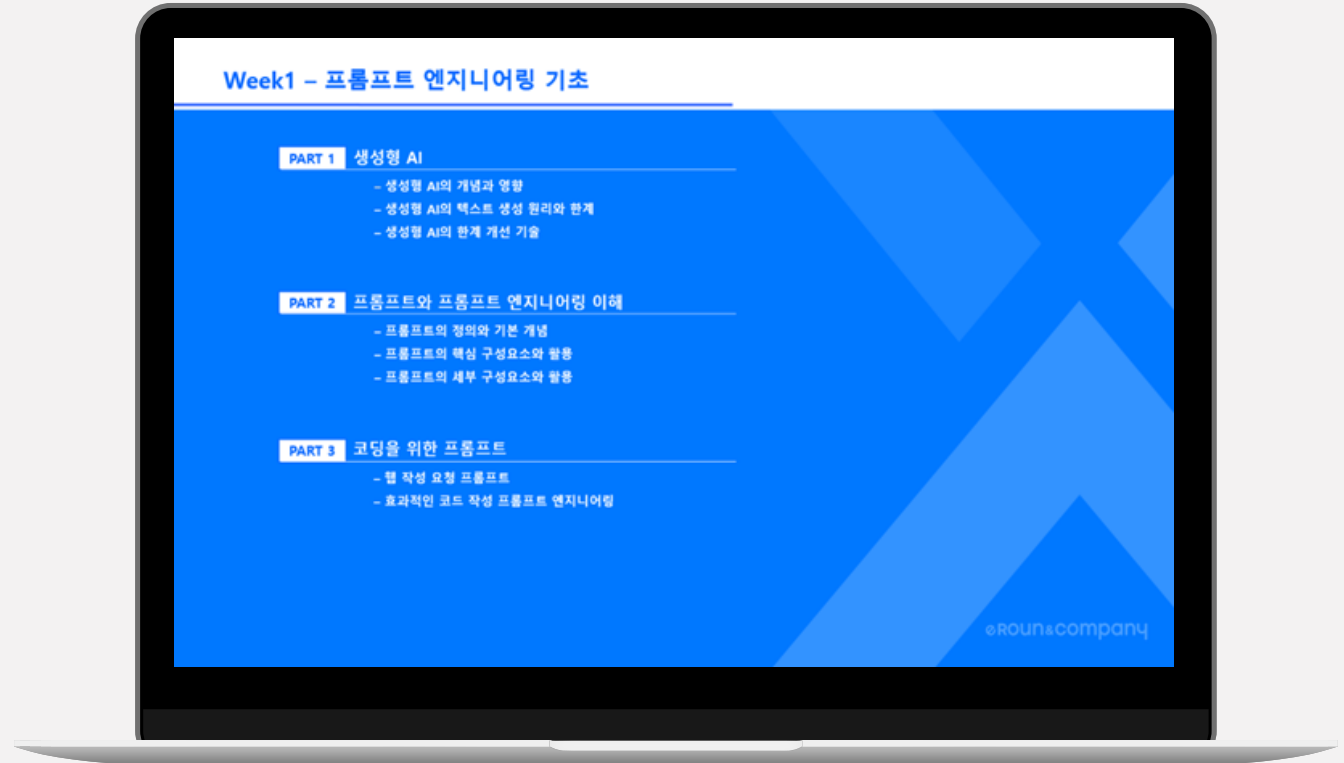 Week1 – 프롬프트 엔지니어링 기초
PART 1 생성형 AI
– 생성형 AI의 개념과 영향
– 생성형 AI의 텍스트 생성 원리와 한계
– 생성형 AI의 한계 개선 기술
PART 2 프롬프트와 프롬프트 엔지니어링 이해
– 프롬프트의 정의와 기본 개념
– 프롬프트의 핵심 구성요소와 활용
– 프롬프트의 세부 구성요소와 활용
PART 3 코딩을 위한 프롬프트
– 웹 작성 요청 프롬프트
– 효과적인 코드 작성 프롬프트 엔지니어링
eRoun&company